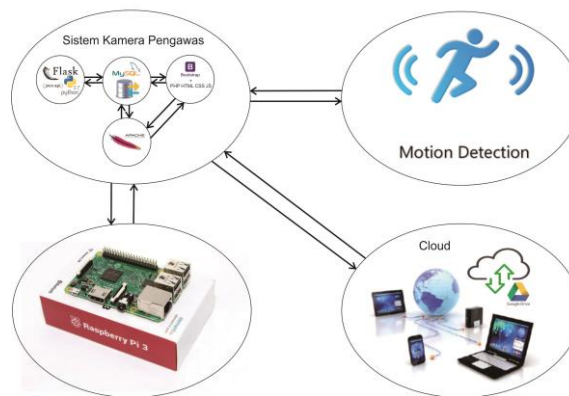 Sistem Kamera Pengawas
Flask
python
MySQL
B
Bootstrap
+
PHP HTML CSS JS
APACHE
Motion Detection
Raspberry Pi 3
Cloud
Google Drive